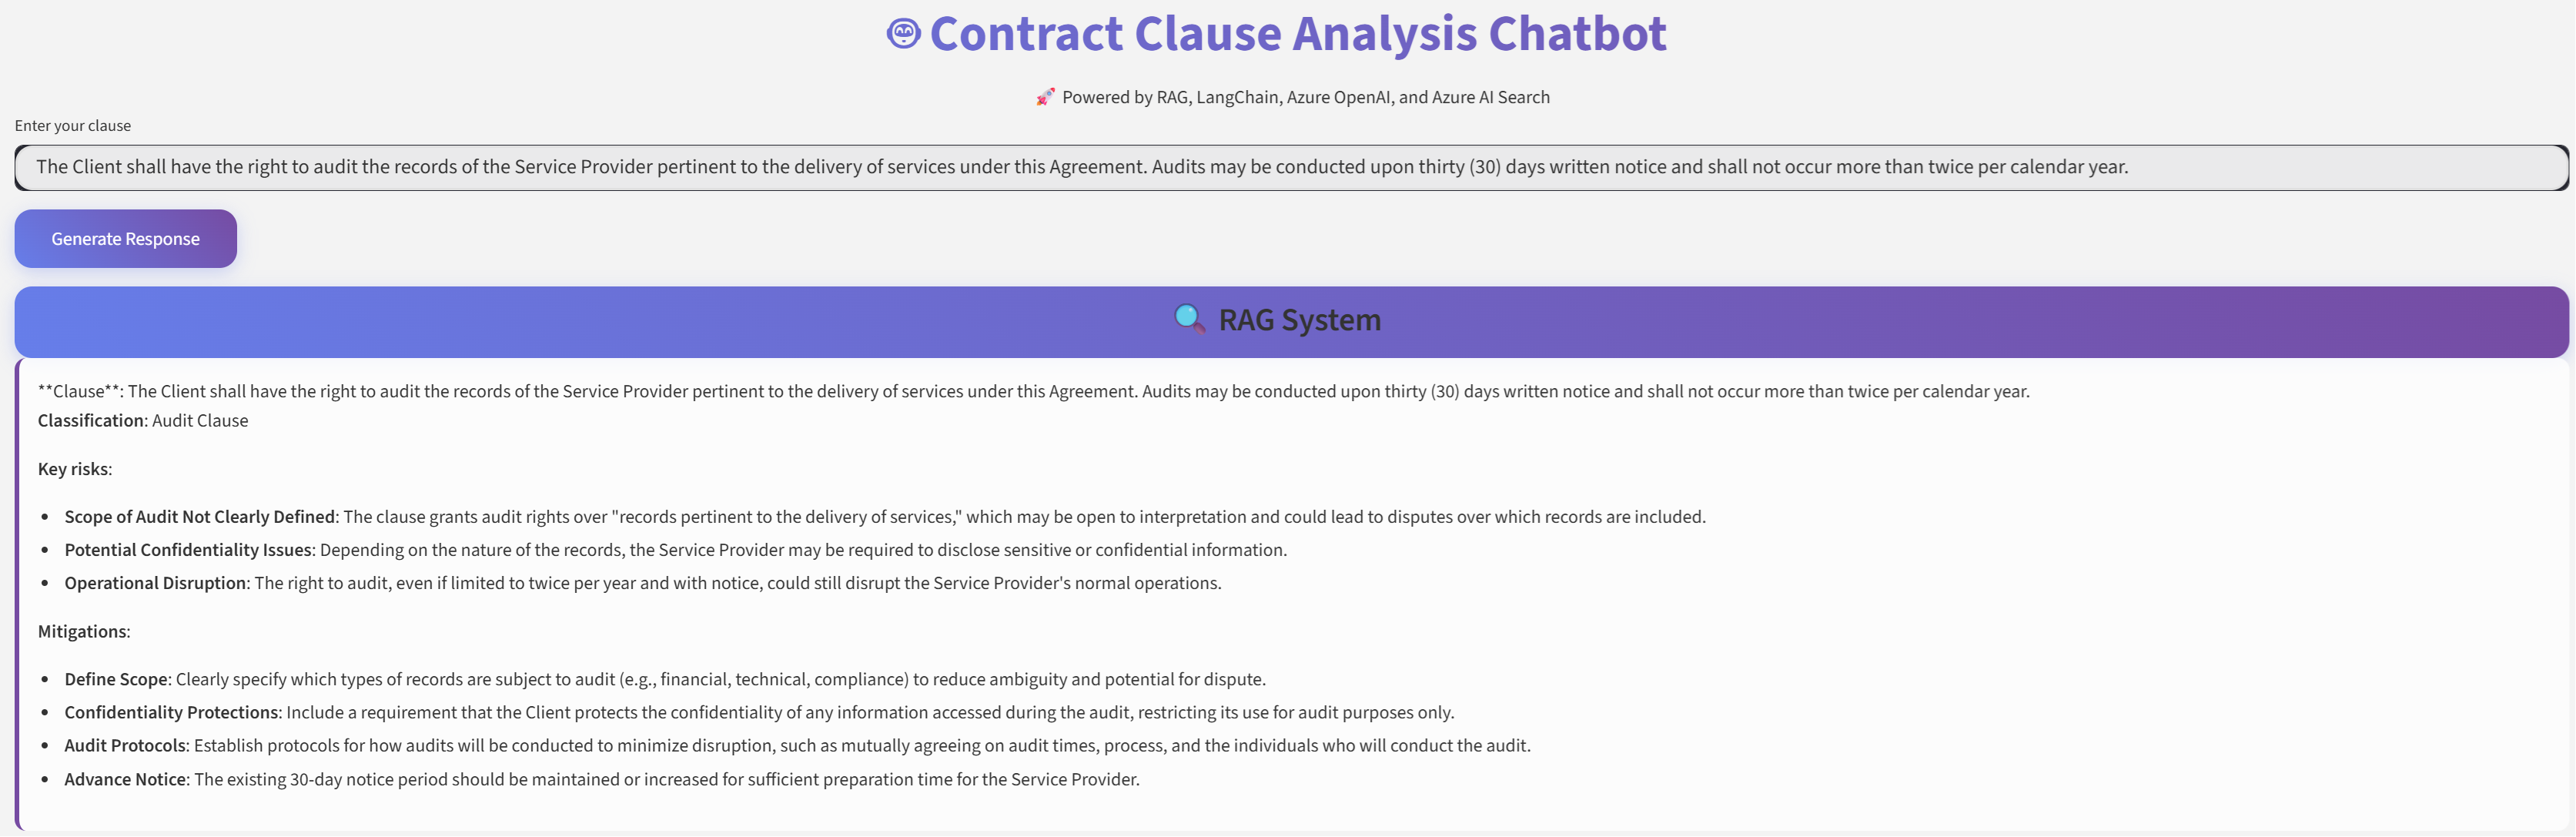 Contract Clause Analysis Chatbot
🚀 Powered by RAG, LangChain, Azure OpenAI, and Azure AI Search
Enter your clause
The Client shall have the right to audit the records of the Service Provider pertinent to the delivery of services under this Agreement. Audits may be conducted upon thirty (30) days written notice and shall not occur more than twice per calendar year.
Generate Response
🔍 RAG System
**Clause**: The Client shall have the right to audit the records of the Service Provider pertinent to the delivery of services under this Agreement. Audits may be conducted upon thirty (30) days written notice and shall not occur more than twice per calendar year.
Classification: Audit Clause
Key risks:
• Scope of Audit Not Clearly Defined: The clause grants audit rights over "records pertinent to the delivery of services," which may be open to interpretation and could lead to disputes over which records are included.
• Potential Confidentiality Issues: Depending on the nature of the records, the Service Provider may be required to disclose sensitive or confidential information.
• Operational Disruption: The right to audit, even if limited to twice per year and with notice, could still disrupt the Service Provider's normal operations.
Mitigations:
• Define Scope: Clearly specify which types of records are subject to audit (e.g., financial, technical, compliance) to reduce ambiguity and potential for dispute.
• Confidentiality Protections: Include a requirement that the Client protects the confidentiality of any information accessed during the audit, restricting its use for audit purposes only.
• Audit Protocols: Establish protocols for how audits will be conducted to minimize disruption, such as mutually agreeing on audit times, process, and the individuals who will conduct the audit.
• Advance Notice: The existing 30-day notice period should be maintained or increased for sufficient preparation time for the Service Provider.